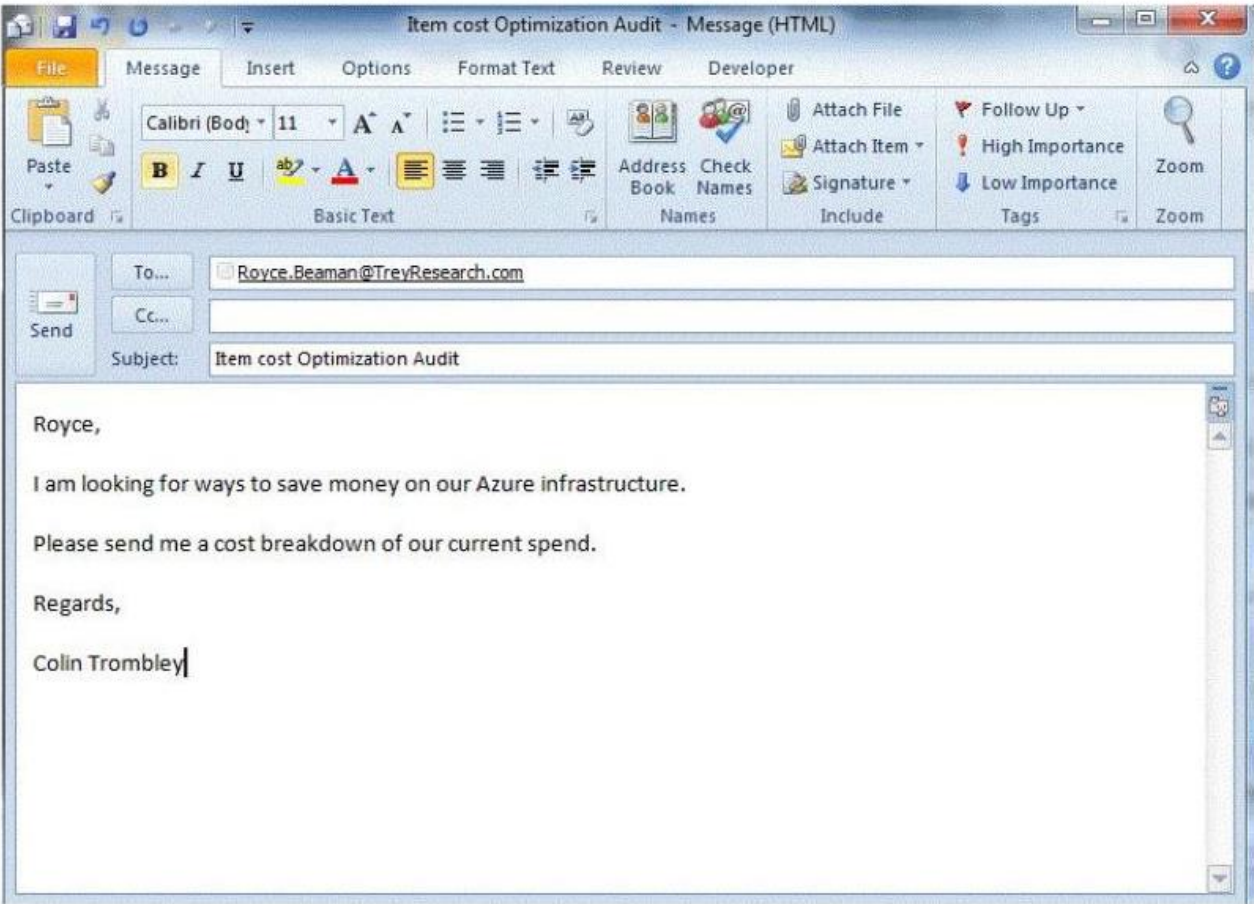 Item cost Optimization Audit - Message (HTML)
File Message Insert Options Format Text Review Developer
Calibri (Body 11 A A Attach File Follow Up
Attach Item High Importance
Paste B I U ab A Address Book Check Names Signature Low Importance Zoom
Clipboard Basic Text Names Include Tags Zoom
To... Royce.Beaman@TreyResearch.com
Cc...
Send
Subject: Item cost Optimization Audit
Royce,
I am looking for ways to save money on our Azure infrastructure.
Please send me a cost breakdown of our current spend.
Regards,
Colin Trombley